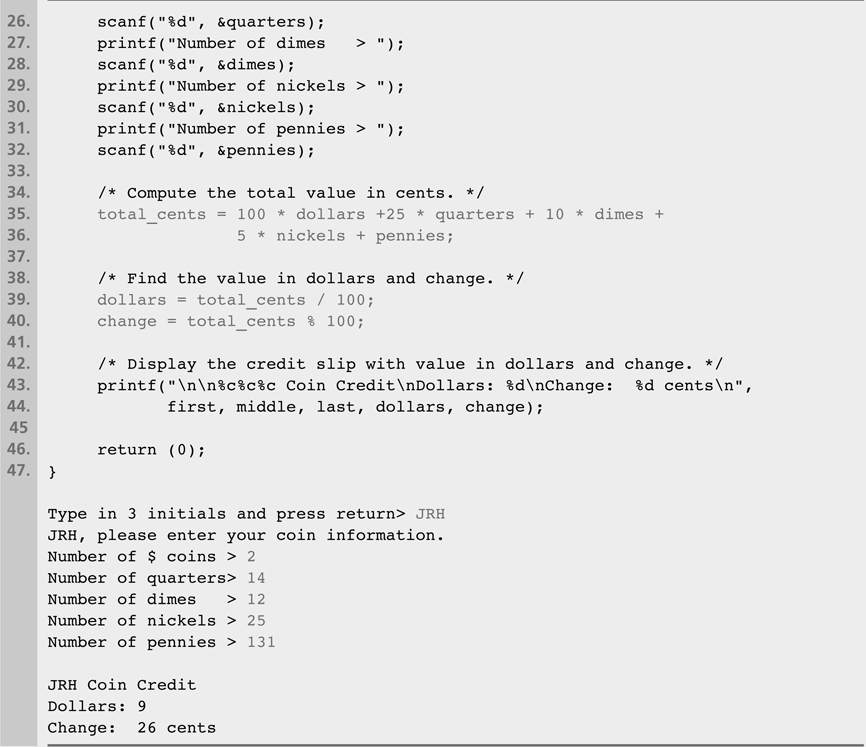 26. scanf("%d", &quarters);
27. printf("Number of dimes   > ");
28. scanf("%d", &dimes);
29. printf("Number of nickels > ");
30. scanf("%d", &nickels);
31. printf("Number of pennies > ");
32. scanf("%d", &pennies);
33.
34. /* Compute the total value in cents. */
35. total_cents = 100 * dollars +25 * quarters + 10 * dimes +
36.               5 * nickels + pennies;
37.
38. /* Find the value in dollars and change. */
39. dollars = total_cents / 100;
40. change = total_cents % 100;
41.
42. /* Display the credit slip with value in dollars and change. */
43. printf("\n\n%c%c%c Coin Credit\nDollars: %d\nChange:  %d cents\n",
44.        first, middle, last, dollars, change);
45
46. return (0);
47. }
Type in 3 initials and press return> JRH
JRH, please enter your coin information.
Number of $ coins > 2
Number of quarters> 14
Number of dimes   > 12
Number of nickels > 25
Number of pennies > 131
JRH Coin Credit
Dollars: 9
Change:  26 cents